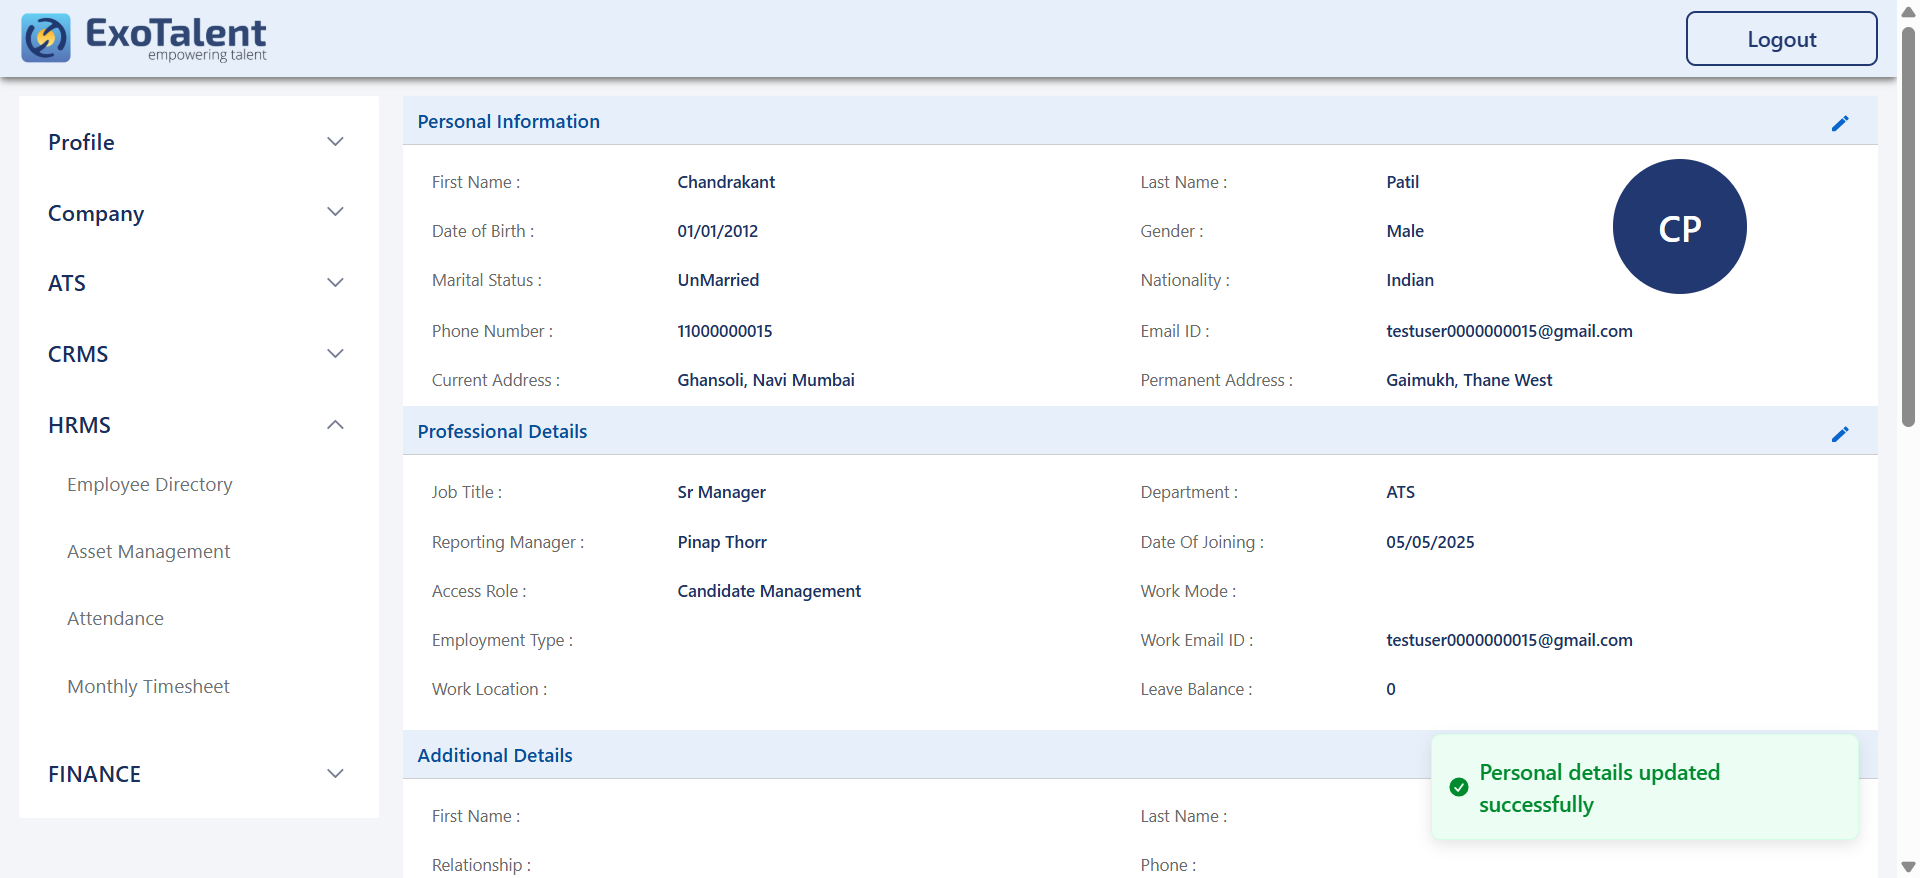 ExoTalent
empowering talent
Logout
Profile
Company
ATS
CRMS
HRMS
Employee Directory
Asset Management
Attendance
Monthly Timesheet
FINANCE
Personal Information
First Name : Chandrakant Last Name : Patil
Date of Birth : 01/01/2012 Gender : Male
CP
Marital Status : UnMarried Nationality : Indian
Phone Number : 11000000015 Email ID : testuser0000000015@gmail.com
Current Address : Ghansoli, Navi Mumbai Permanent Address : Gaimukh, Thane West
Professional Details
Job Title : Sr Manager Department : ATS
Reporting Manager : Pinap Thorr Date Of Joining : 05/05/2025
Access Role : Candidate Management Work Mode :
Employment Type : Work Email ID : testuser0000000015@gmail.com
Work Location : Leave Balance : 0
Additional Details
First Name : Last Name :
Relationship : Phone :
Personal details updated
successfully